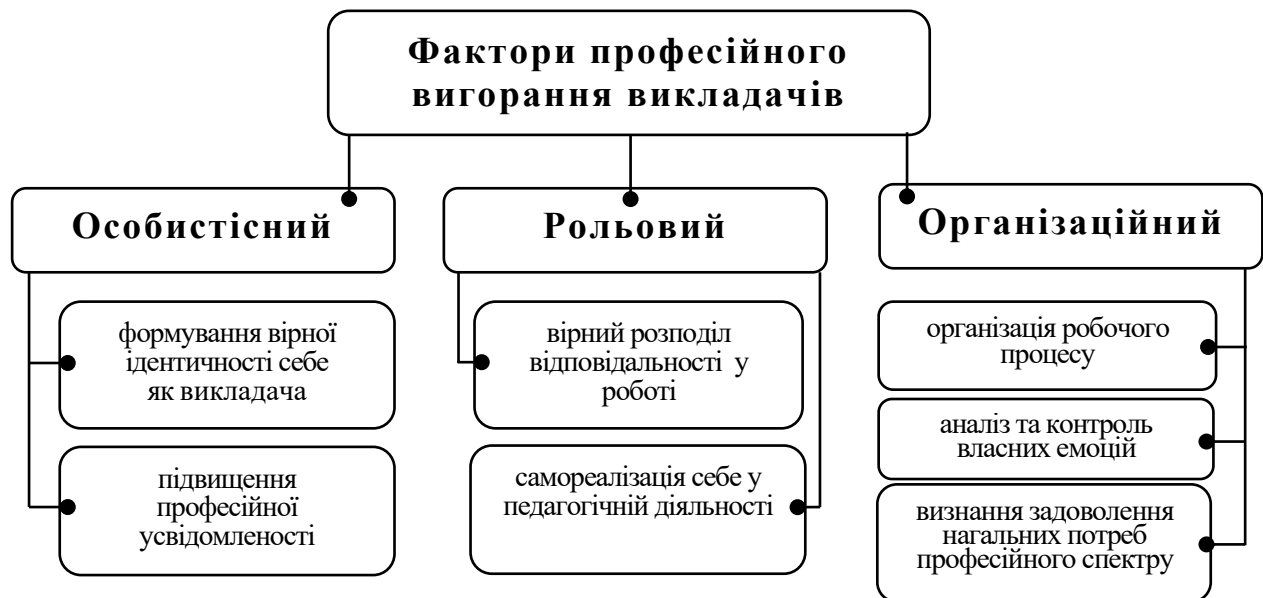 Фактори професійного
вигорання викладачів
Особистісний
формування вірної
ідентичності себе
як викладача
підвищення
професійної
усвідомленості
Рольовий
вірний розподіл
відповідальності у
роботі
самореалізація себе у
педагогічній діяльності
Організаційний
організація робочого
процесу
аналіз та контроль
власних емоцій
визнання задоволення
нагальних потреб
професійного спектру